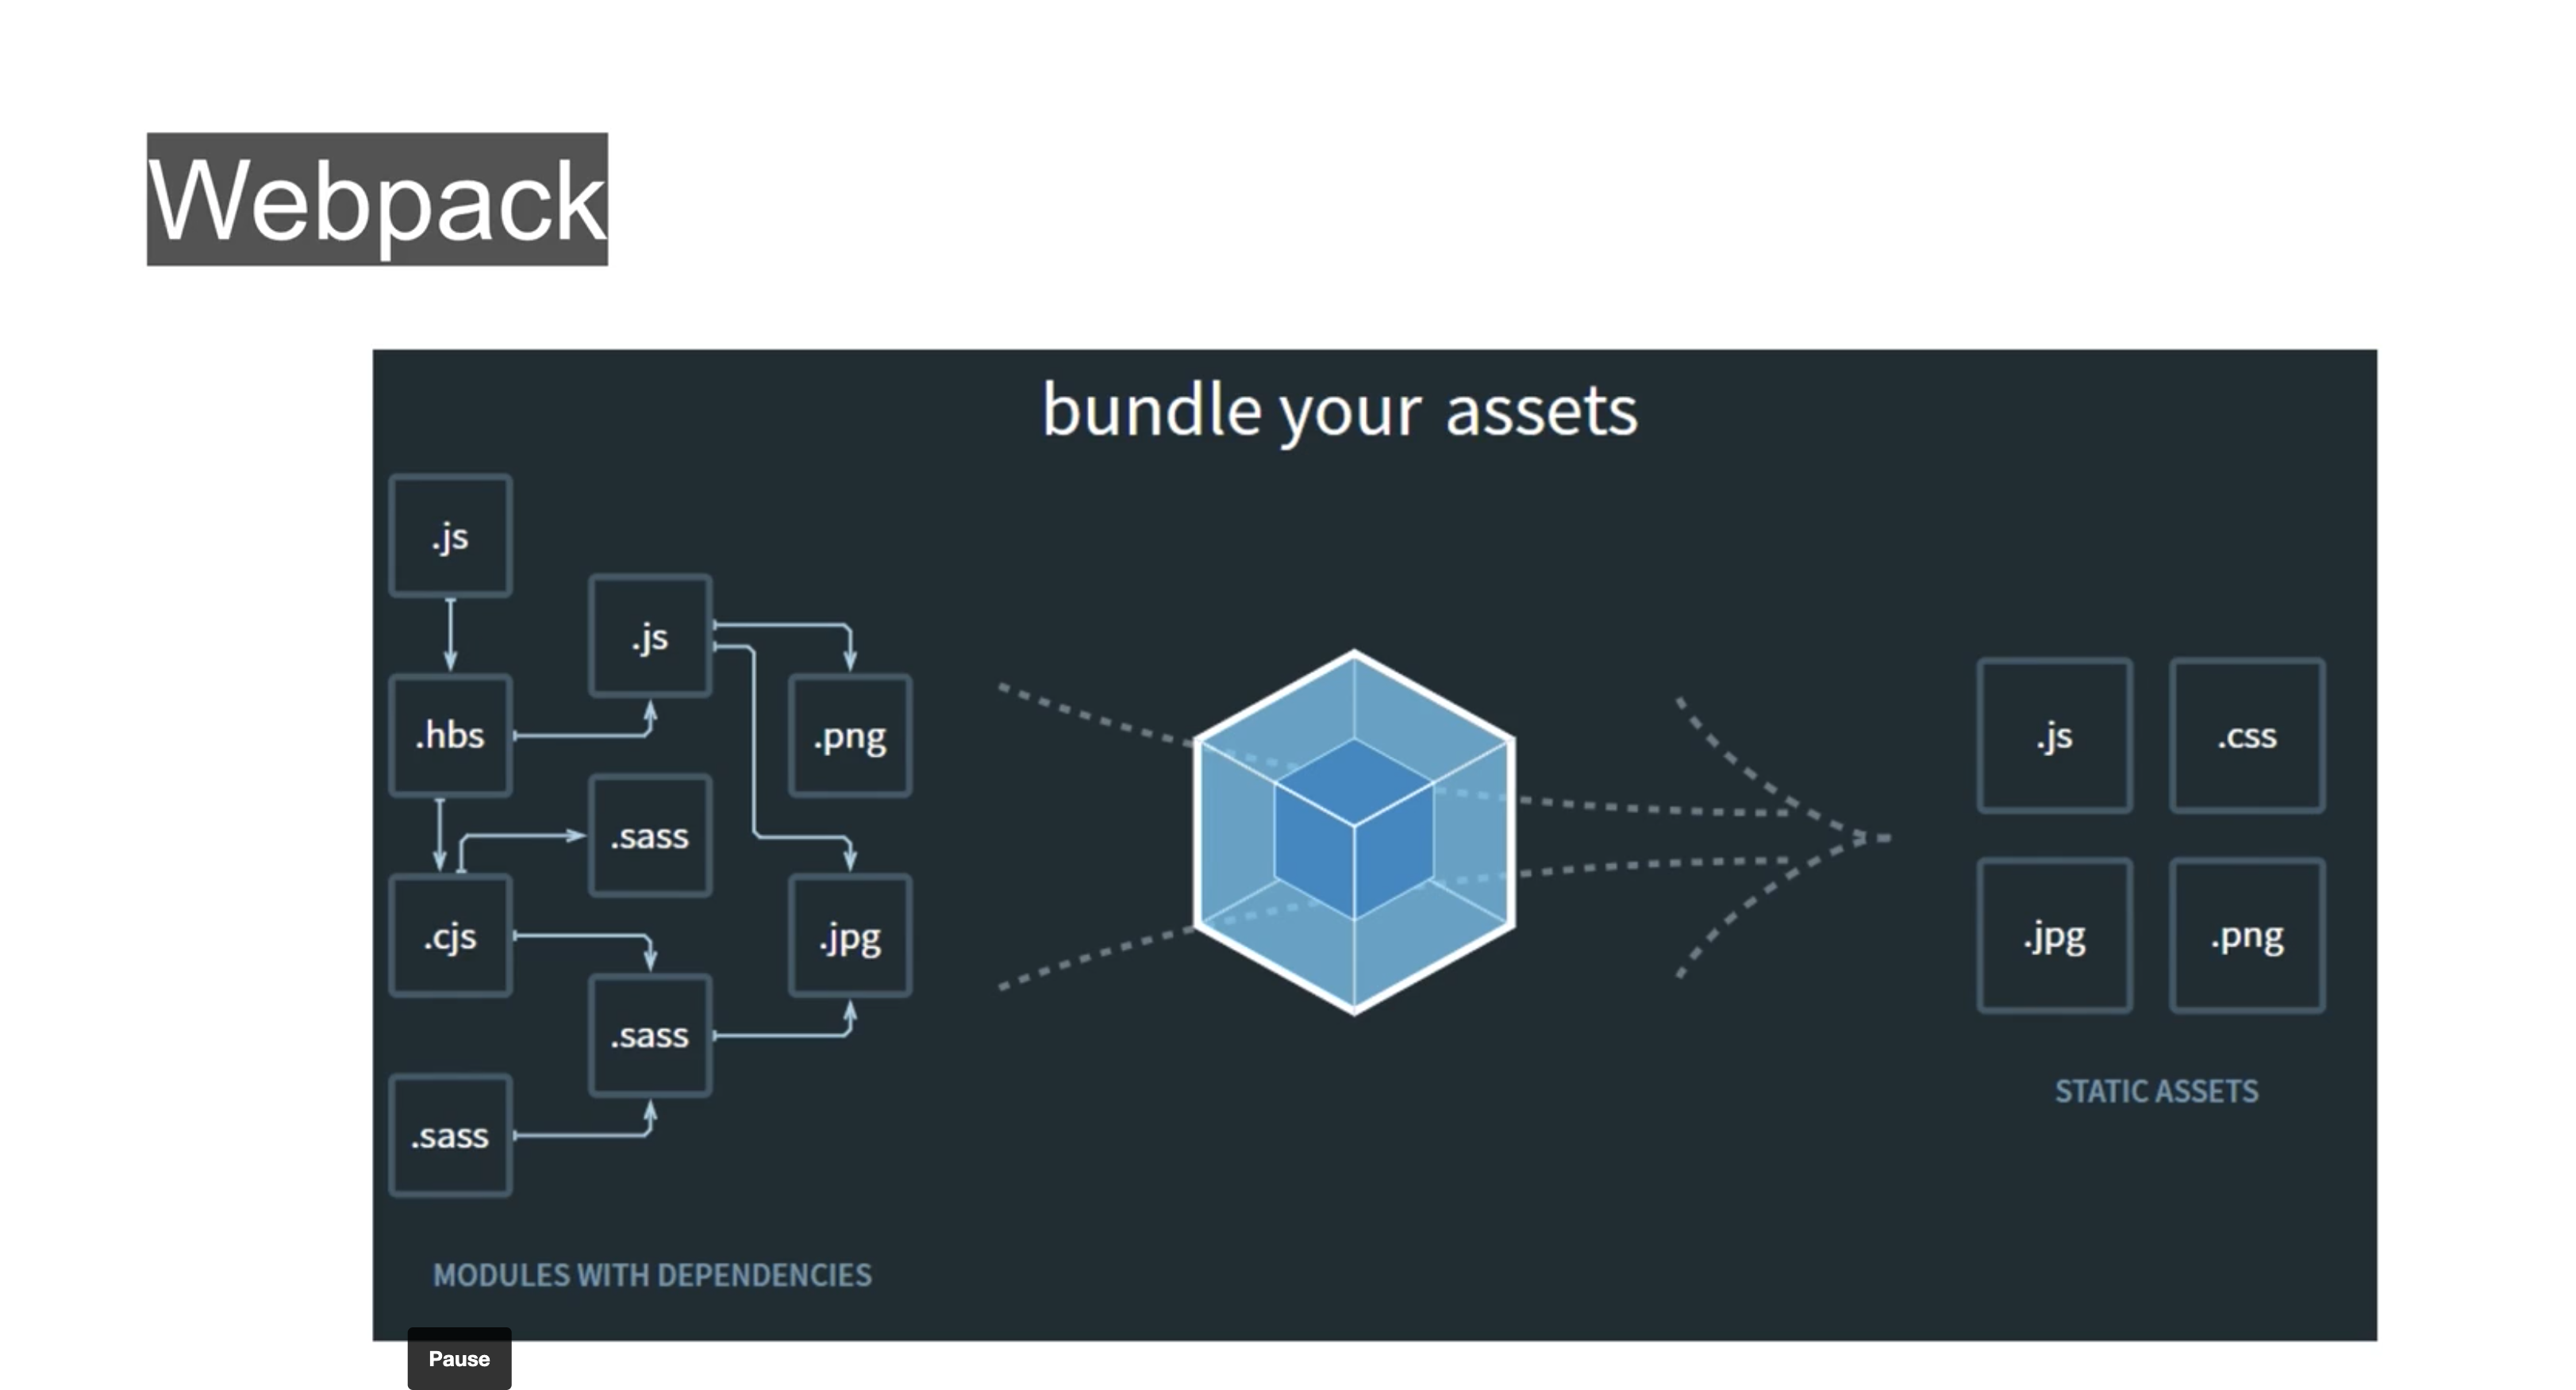 Webpack
bundle your assets
.js
.js
.hbs
.png
.sass
.cjs
.jpg
.sass
.sass
MODULES WITH DEPENDENCIES
.js
.css
.jpg
.png
STATIC ASSETS
Pause